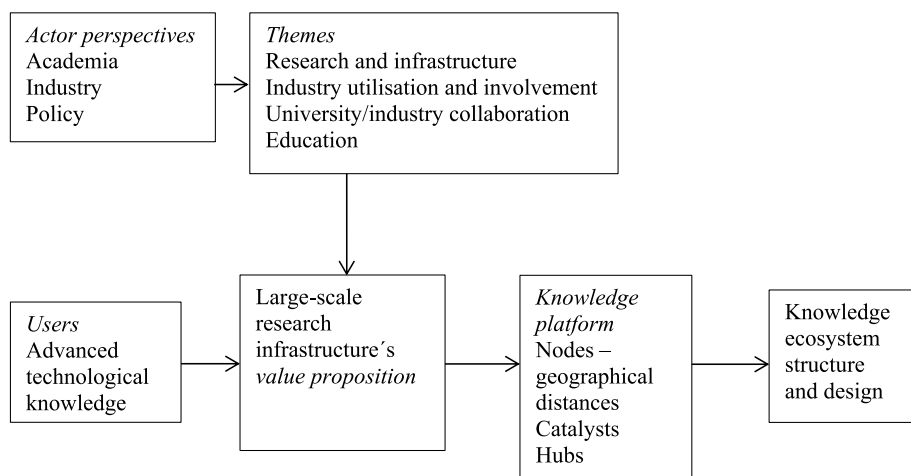 Actor perspectives
Academia
Industry
Policy
Themes
Research and infrastructure
Industry utilisation and involvement
University/industry collaboration
Education
Users
Advanced
technological
knowledge
Large-scale
research
infrastructure´s
value proposition
Knowledge
platform
Nodes –
geographical
distances
Catalysts
Hubs
Knowledge
ecosystem
structure
and design